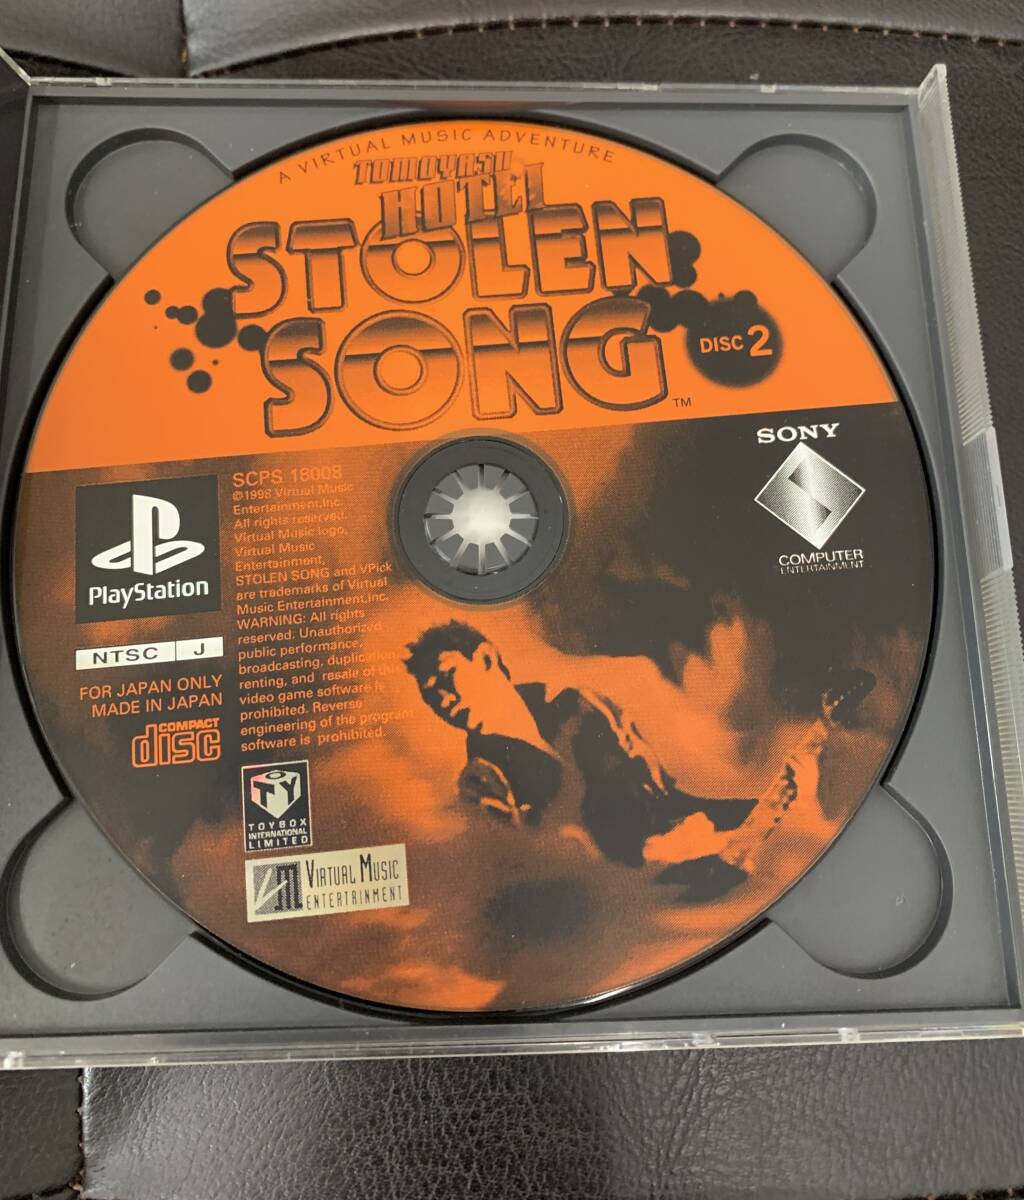 A VIRTUAL MUSIC ADVENTURE
TOMOYASU
HOTEI
STOLEN
SONG
TM
DISC 2
SONY
COMPUTER
ENTERTAINMENT
PlayStation
NTSC J
FOR JAPAN ONLY
MADE IN JAPAN
COMPACT
disc
SCPS 18008
©1998 Virtual Music
Entertainment,Inc.
All rights reserved.
Virtual Music logo,
Virtual Music
Entertainment,
STOLEN SONG and VPick
are trademarks of Virtual
Music Entertainment,Inc.
WARNING: All rights
reserved. Unauthorized
public performance,
broadcasting, duplication,
renting, and resale of this
video game software is
prohibited. Reverse
engineering of the program
software is prohibited.
TOY
TOYBOX
INTERNATIONAL
LIMITED
VM VIRTUAL MUSIC
ENTERTAINMENT